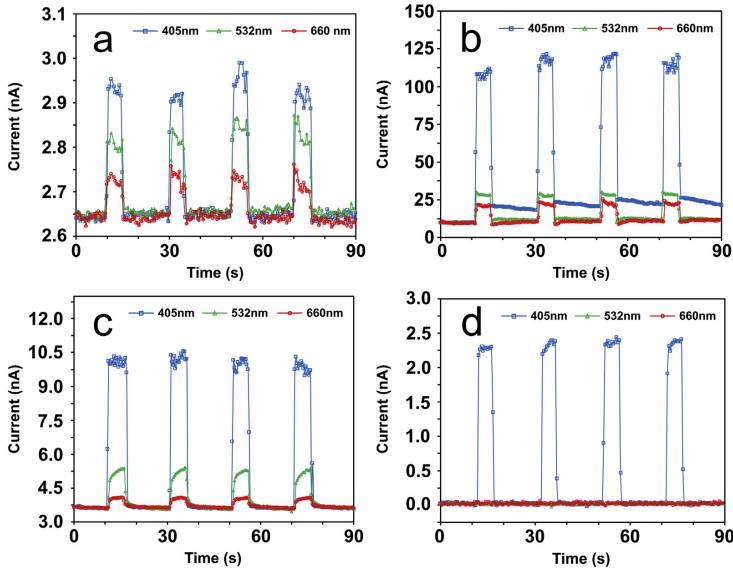 a
405nm 532nm 660 nm
3.1
3.0
2.9
2.8
2.7
2.6
Current (nA)
0 30 60 90
Time (s)
b
405nm 532nm 660nm
150
125
100
75
50
25
0
Current (nA)
0 30 60 90
Time (s)
c
405nm 532nm 660nm
12.0
10.5
9.0
7.5
6.0
4.5
3.0
Current (nA)
0 30 60 90
Time (s)
d
405nm 532nm 660nm
3.0
2.5
2.0
1.5
1.0
0.5
0.0
Current (nA)
0 30 60 90
Time (s)